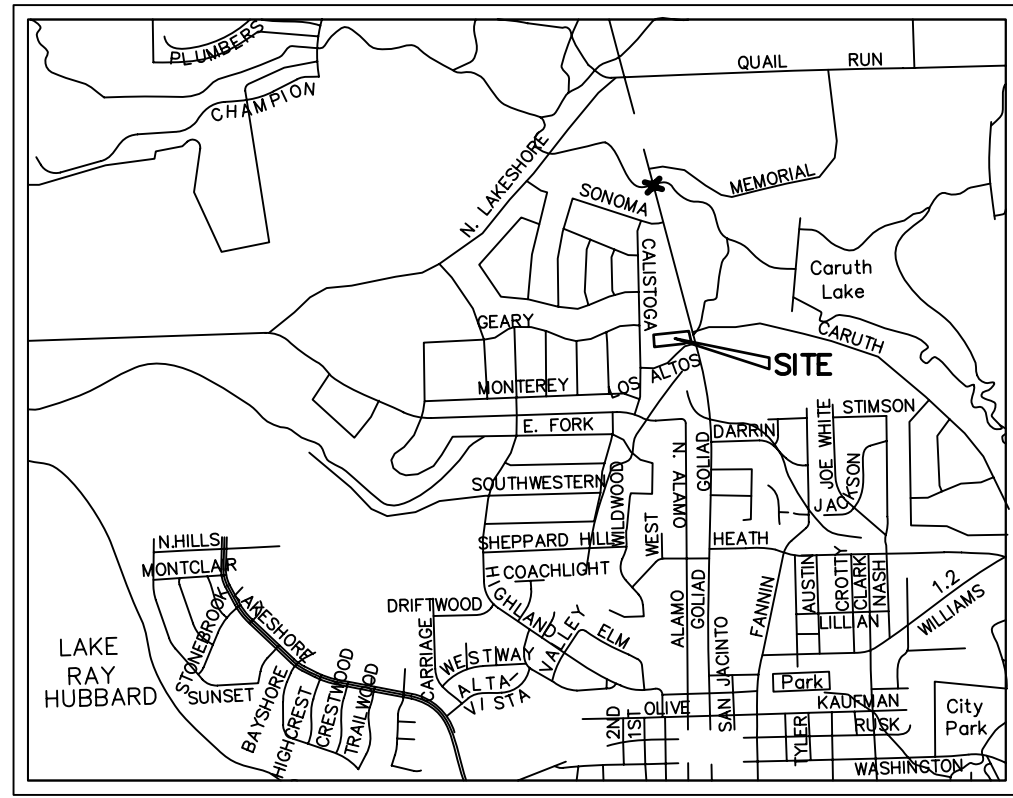 PLUMBERS
QUAIL RUN
CHAMPION
N. LAKESHORE
MEMORIAL
SONOMA
CALISTOGA
Caruth
Lake
GEARY
CARUTH
SITE
LOS ALTOS
MONTEREY
STIMSON
E. FORK
DARRIN
JOE WHITE
GOLIAD
N. ALAMO
SOUTHWESTERN
WILDWOOD
JACKSON
WEST
N.HILLS
SHEPPARD HILL
HEATH
MONTCLAIR
COACHLIGHT
HIGHLAND
AUSTIN
CROTTY
CLARK
NASH
1.2
WILLIAMS
FANNIN
ALAMO
GOLIAD
LILLIAN
STONEBROOK
LAKESHORE
DRIFTWOOD
VALLEY
ELM
CARRIAGE
WESTWAY
SAN JACINTO
LAKE
RAY
HUBBARD
SUNSET
ALTA-
VISTA
Park
BAYSHORE
HIGHCREST
CRESTWOOD
TRAILWOOD
OLIVE
KAUFMAN
City
Park
2ND
1ST
TYLER
RUSK
WASHINGTON